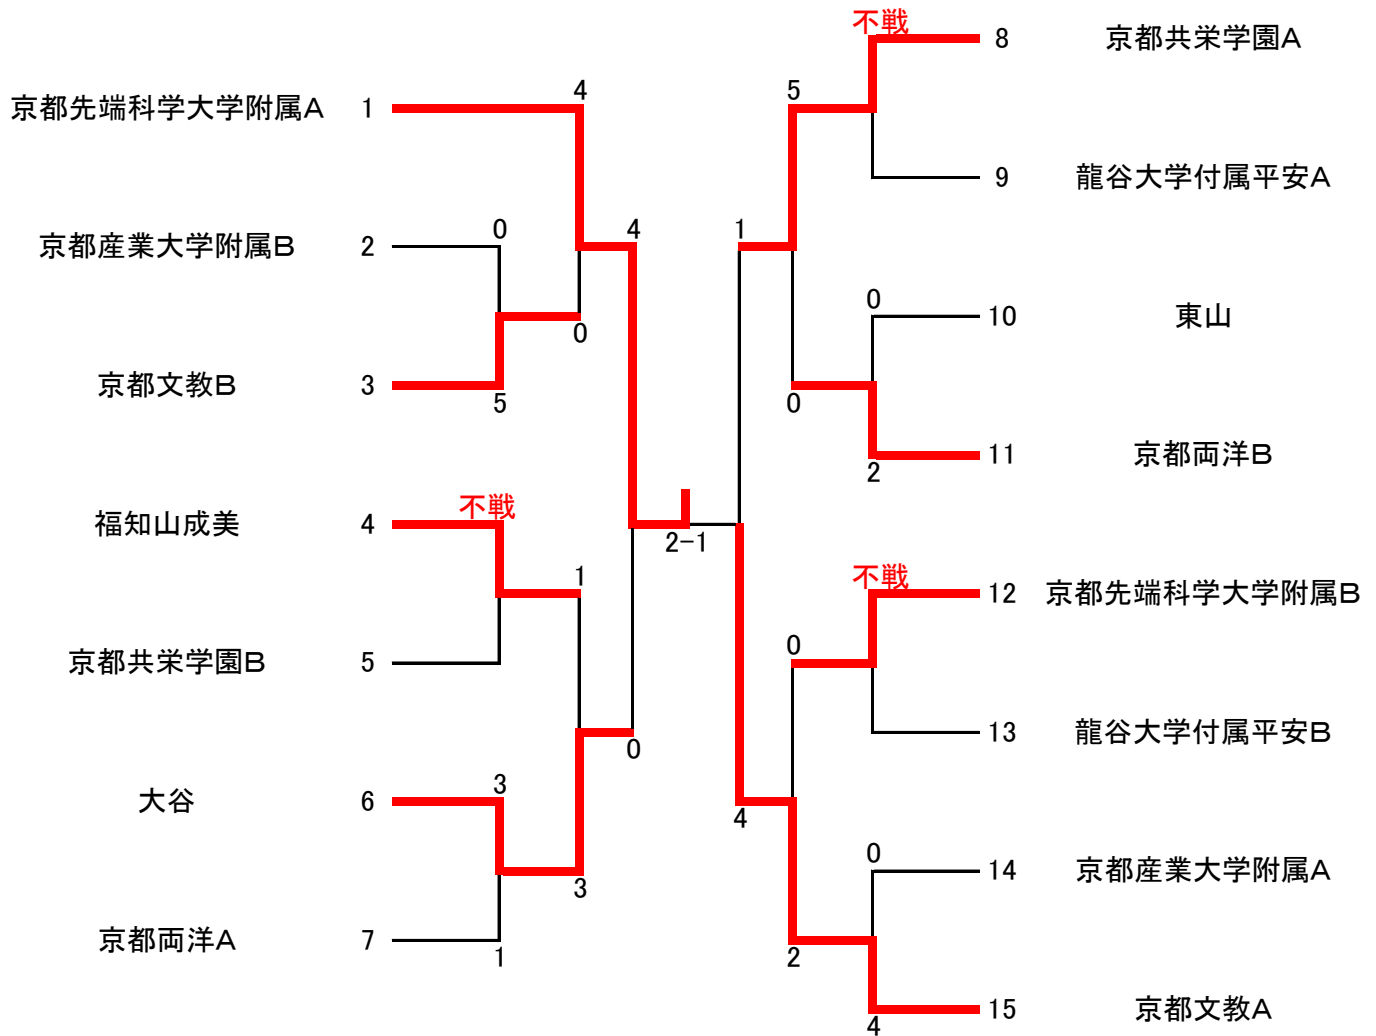 京都先端科学大学附属A 1
京都産業大学附属B 2
京都文教B 3
福知山成美 4
京都共栄学園B 5
大谷 6
京都両洋A 7
4
0
5
0
不戦
1
3
1
3
4
0
2-1
1
4
5
0
0
2
不戦
0
2
不戦
0
4
8 京都共栄学園A
9 龍谷大学付属平安A
10 東山
11 京都両洋B
12 京都先端科学大学附属B
13 龍谷大学付属平安B
14 京都産業大学附属A
15 京都文教A